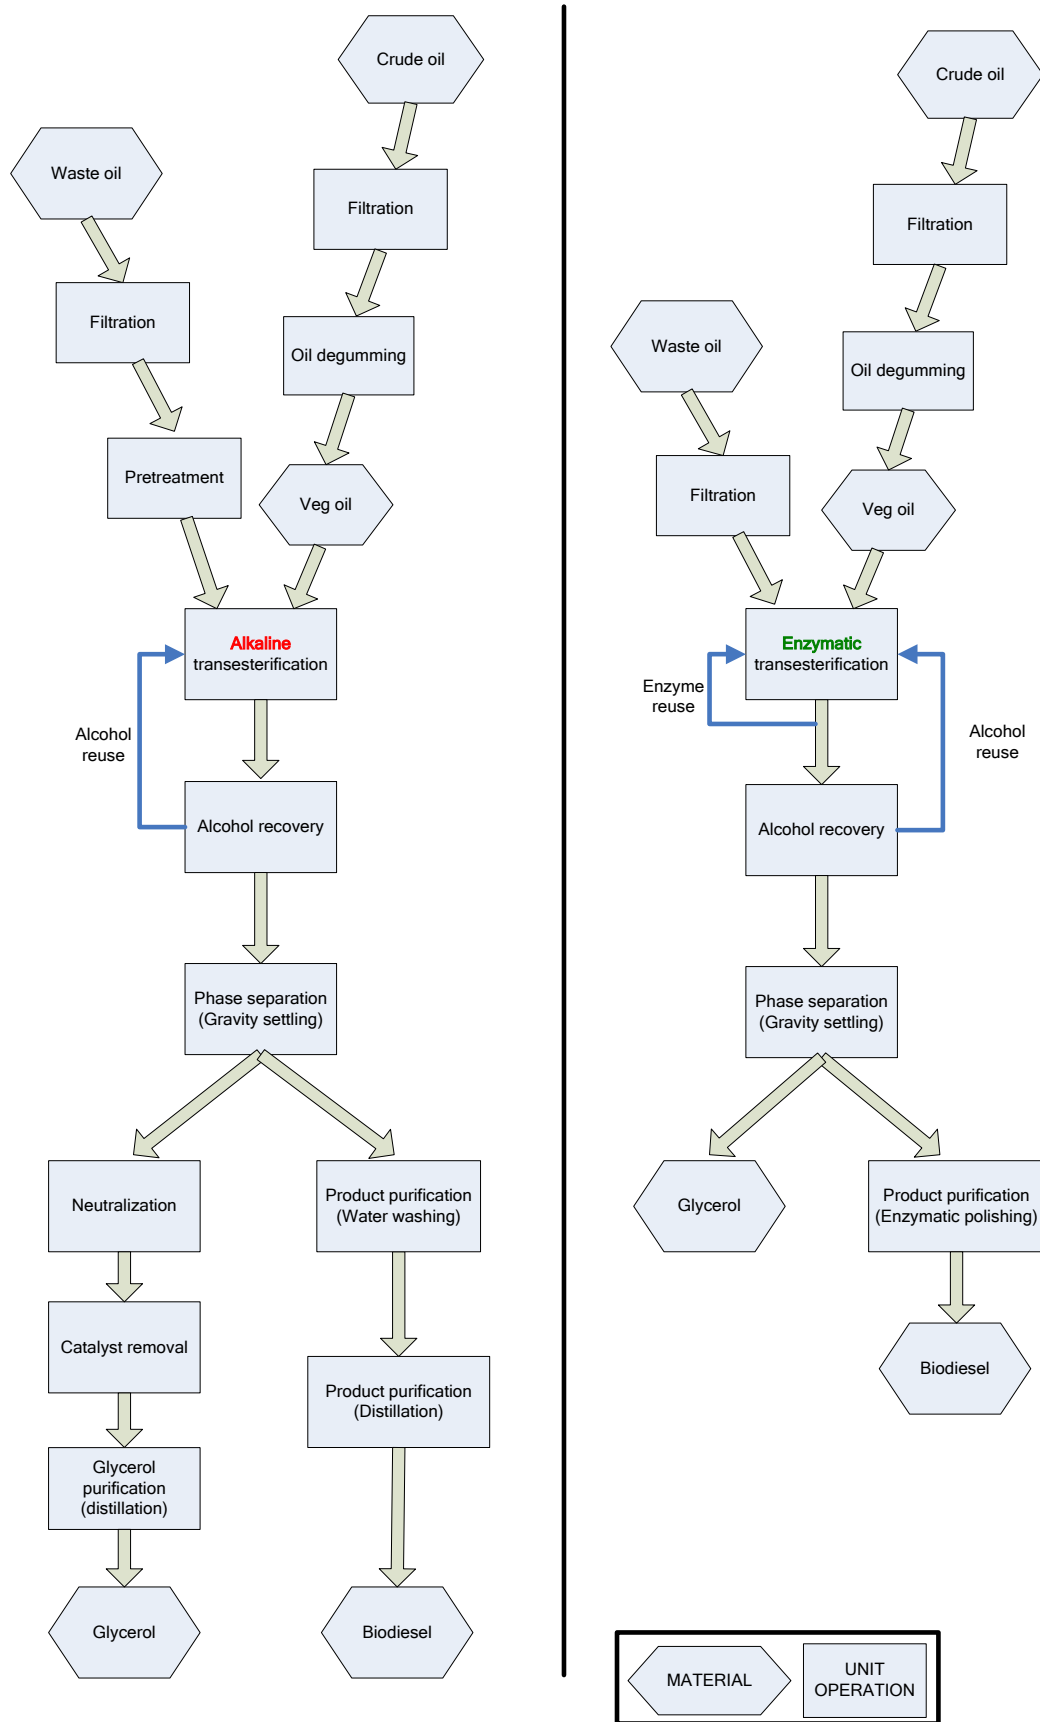 Crude oil
Waste oil
Filtration
Filtration
Oil degumming
Pretreatment
Veg oil
Alkaline
transesterification
Alcohol
reuse
Alcohol recovery
Phase separation
(Gravity settling)
Neutralization
Product purification
(Water washing)
Catalyst removal
Product purification
(Distillation)
Glycerol
purification
(distillation)
Glycerol
Biodiesel
Crude oil
Filtration
Waste oil
Oil degumming
Filtration
Veg oil
Enzymatic
transesterification
Enzyme
reuse
Alcohol
reuse
Alcohol recovery
Phase separation
(Gravity settling)
Glycerol
Product purification
(Enzymatic polishing)
Biodiesel
MATERIAL
UNIT
OPERATION